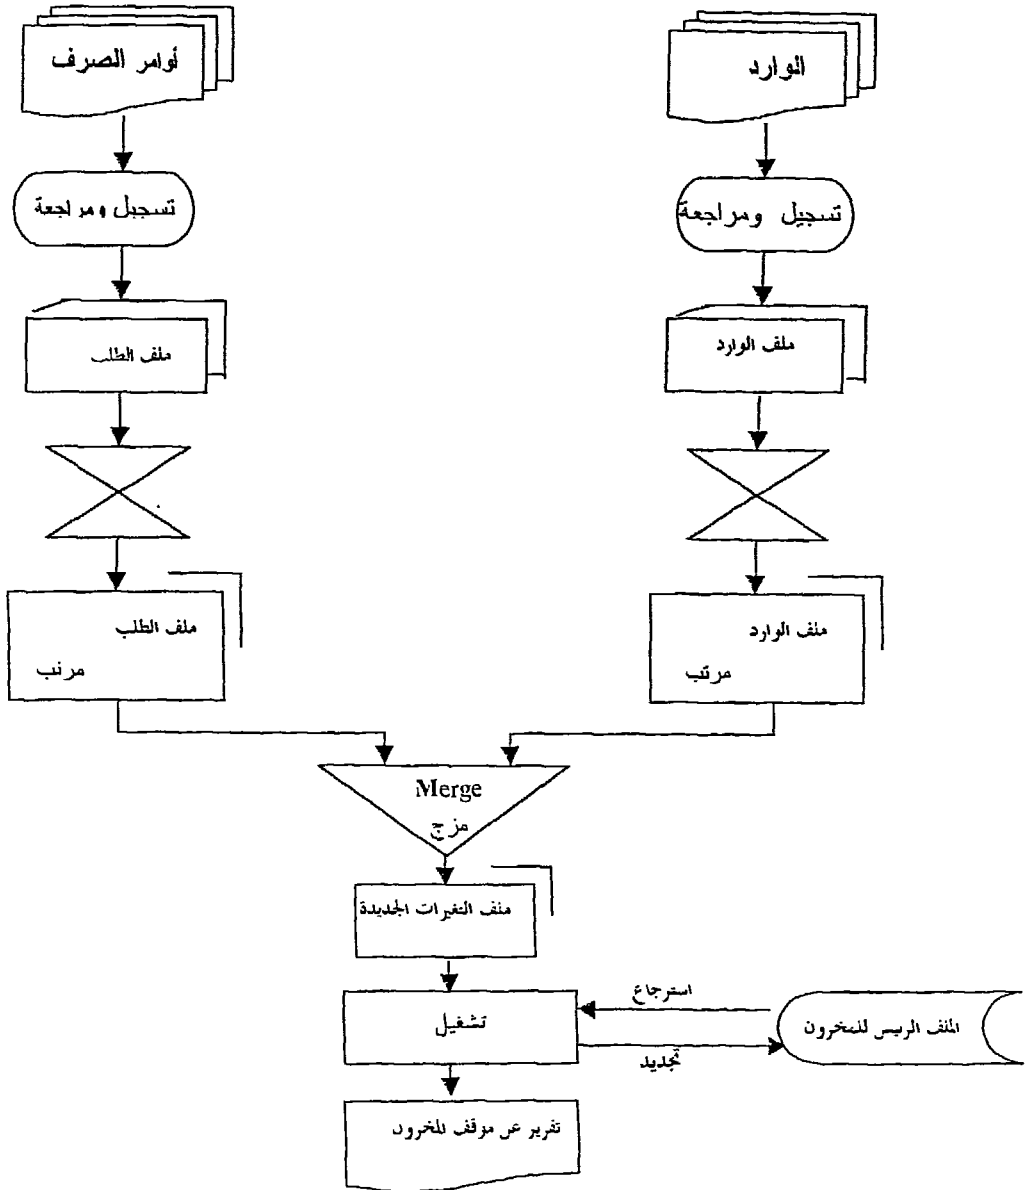 الوارد
أوامر الصرف
تسجيل ومراجعة
تسجيل ومراجعة
ملف الوارد
ملف الطلب
ملف الوارد
مرتب
ملف الطلب
مرتب
Merge
مزج
ملف التغيرات الجديدة
استرجاع
تشغيل
الملف الرئيس للمخزون
تجديد
تقرير عن موقف المخزون